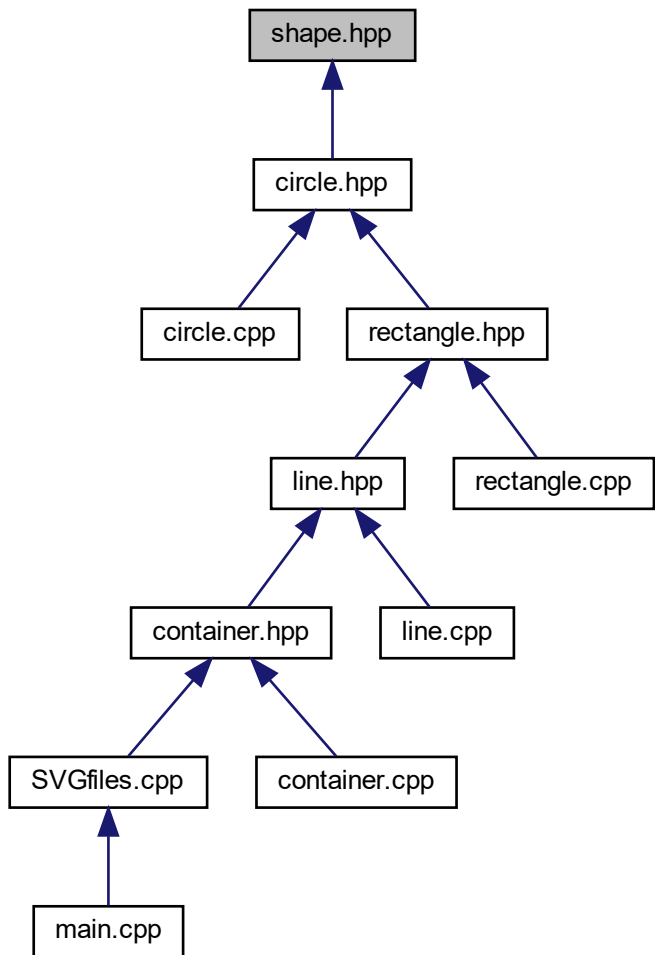 shape.hpp
circle.hpp
circle.cpp
rectangle.hpp
line.hpp
rectangle.cpp
container.hpp
line.cpp
SVGfiles.cpp
container.cpp
main.cpp